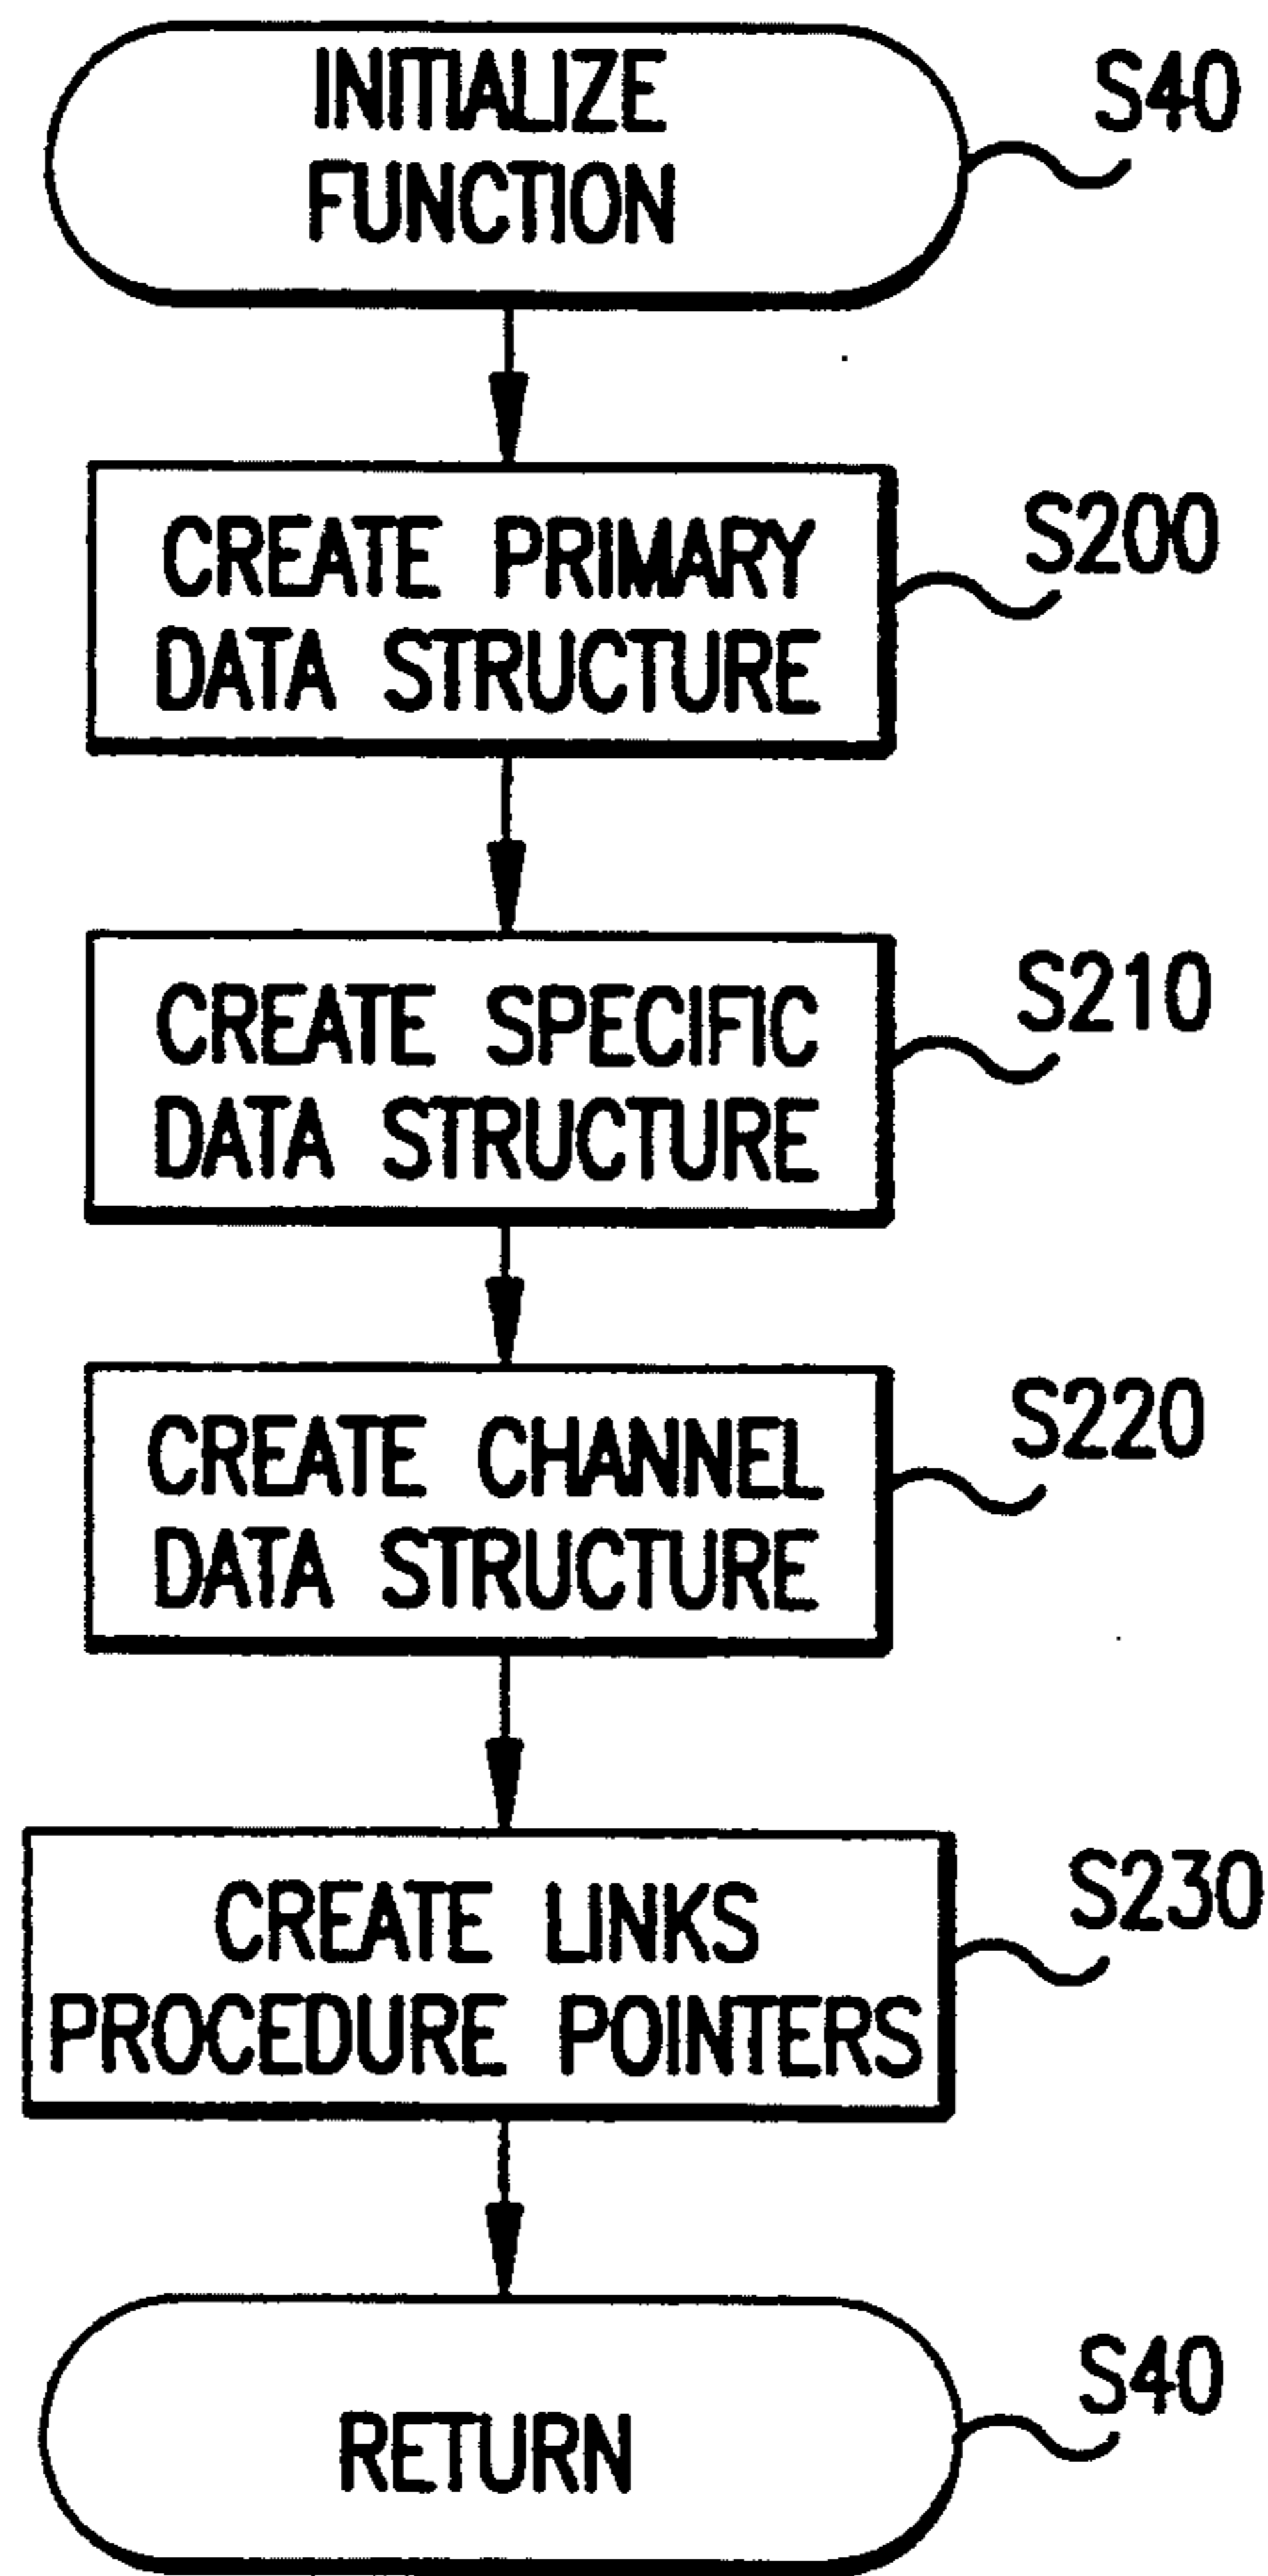 INITIALIZE
FUNCTION
S40
CREATE PRIMARY
DATA STRUCTURE
S200
CREATE SPECIFIC
DATA STRUCTURE
S210
CREATE CHANNEL
DATA STRUCTURE
S220
CREATE LINKS
PROCEDURE POINTERS
S230
RETURN
S40